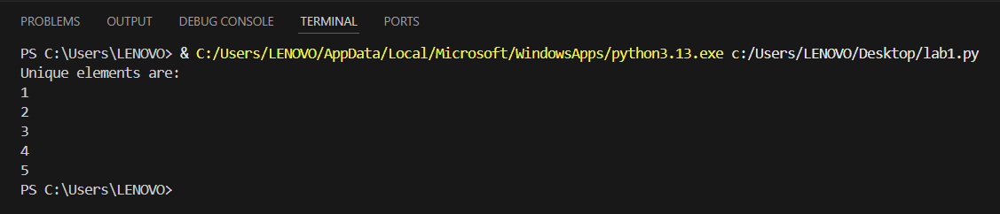 PROBLEMS OUTPUT DEBUG CONSOLE TERMINAL PORTS
PS C:\Users\LENOVO> & C:/Users/LENOVO/AppData/Local/Microsoft/WindowsApps/python3.13.exe c:/Users/LENOVO/Desktop/lab1.py
Unique elements are:
1
2
3
4
5
PS C:\Users\LENOVO>